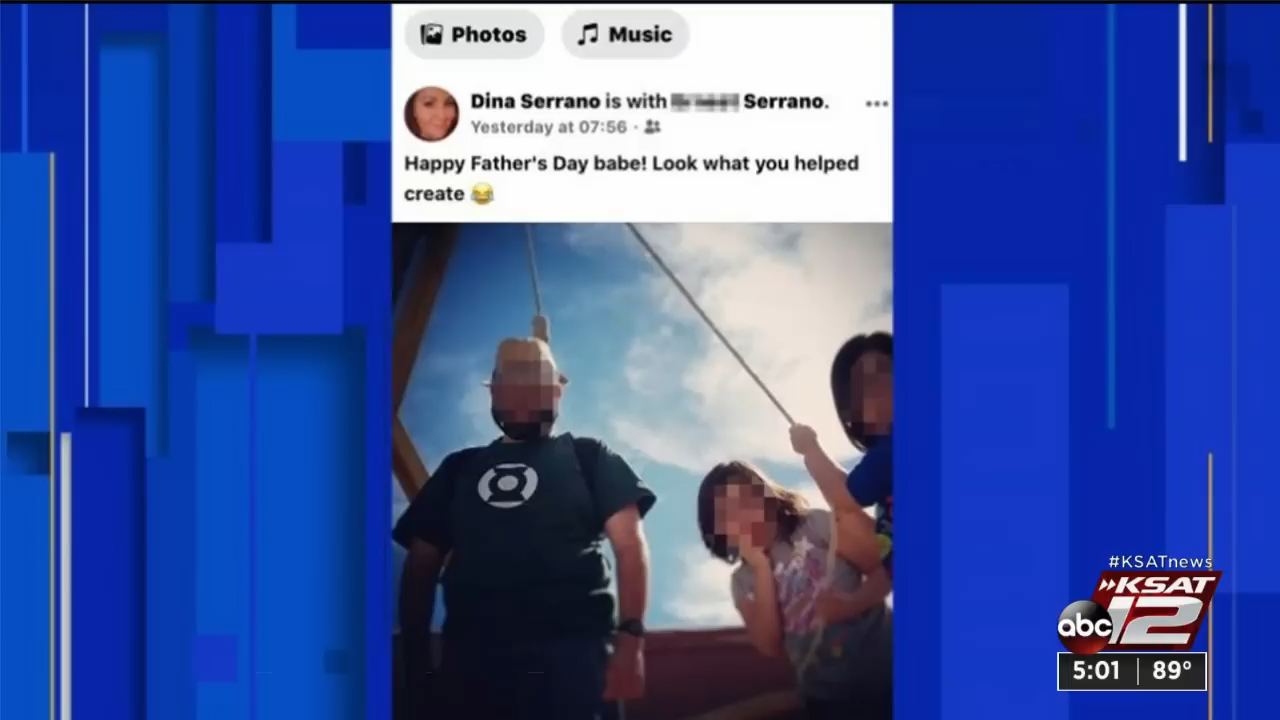 Photos Music
Dina Serrano is with Serrano.
Yesterday at 07:56 ·
Happy Father's Day babe! Look what you helped
create 😂
#KSATnews
KSAT
abc 12
5:01 89°